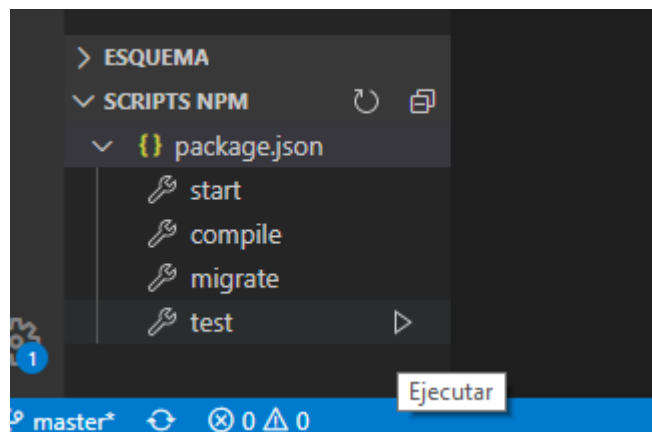 ESQUEMA
SCRIPTS NPM
{} package.json
start
compile
migrate
test
1
Ejecutar
master* 0 0